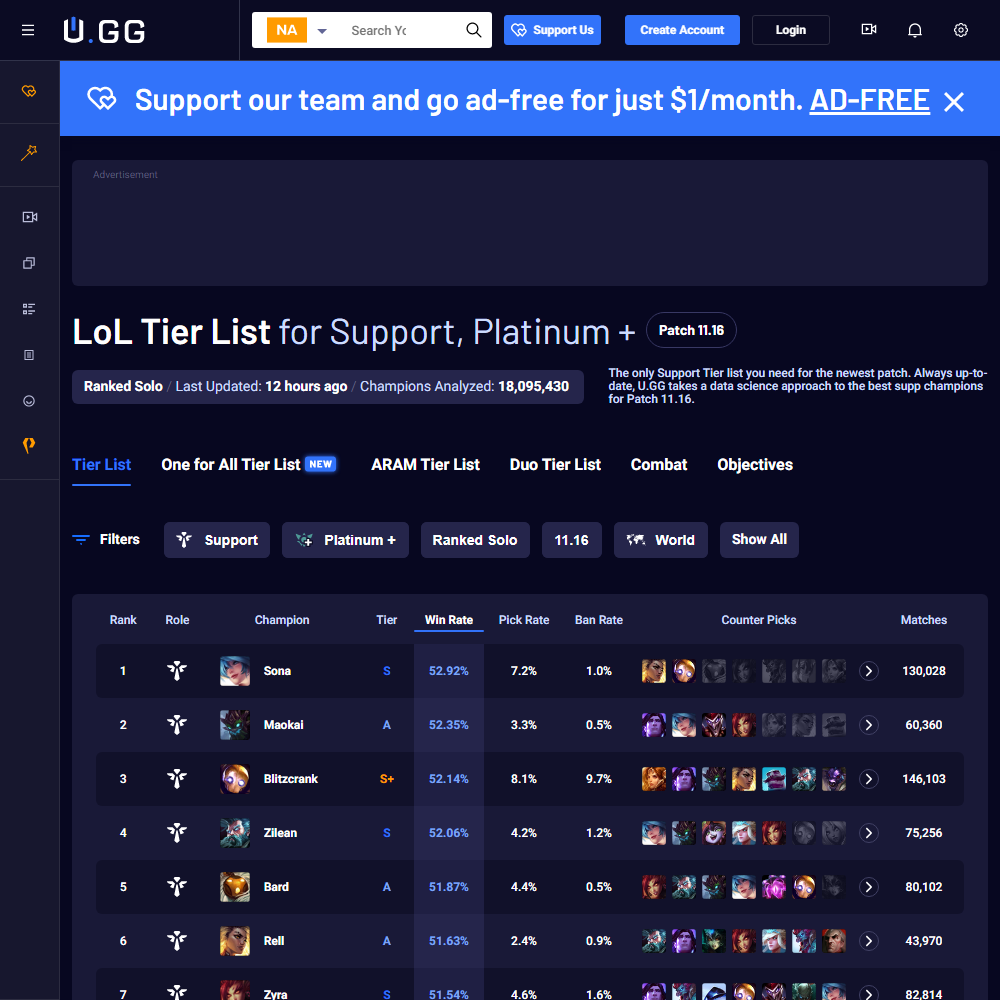 U.GG
NA
Search Yc
Support Us
Create Account
Login
Support our team and go ad-free for just $1/month. AD-FREE
Advertisement
LoL Tier List for Support, Platinum +
Patch 11.16
Ranked Solo / Last Updated: 12 hours ago / Champions Analyzed: 18,095,430
The only Support Tier list you need for the newest patch. Always up-to-
date, U.GG takes a data science approach to the best supp champions
for Patch 11.16.
Tier List
One for All Tier List NEW
ARAM Tier List
Duo Tier List
Combat
Objectives
Filters
Support
Platinum +
Ranked Solo
11.16
World
Show All
Rank Role Champion Tier Win Rate Pick Rate Ban Rate Counter Picks Matches
1 Sona S 52.92% 7.2% 1.0% 130,028
2 Maokai A 52.35% 3.3% 0.5% 60,360
3 Blitzcrank S+ 52.14% 8.1% 9.7% 146,103
4 Zilean S 52.06% 4.2% 1.2% 75,256
5 Bard A 51.87% 4.4% 0.5% 80,102
6 Rell A 51.63% 2.4% 0.9% 43,970
7 Zyra S 51.54% 4.6% 1.6% 82,814